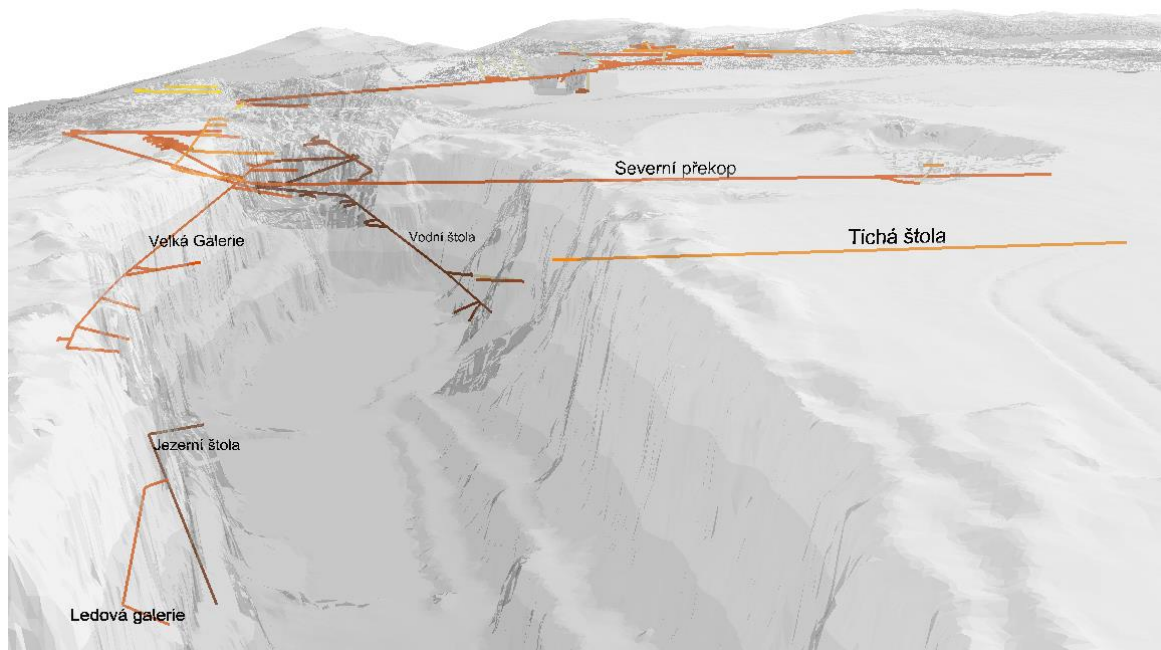 Severní překop
Velká Galerie
Vodní štola
Tichá štola
Jezerní štola
Ledová galerie